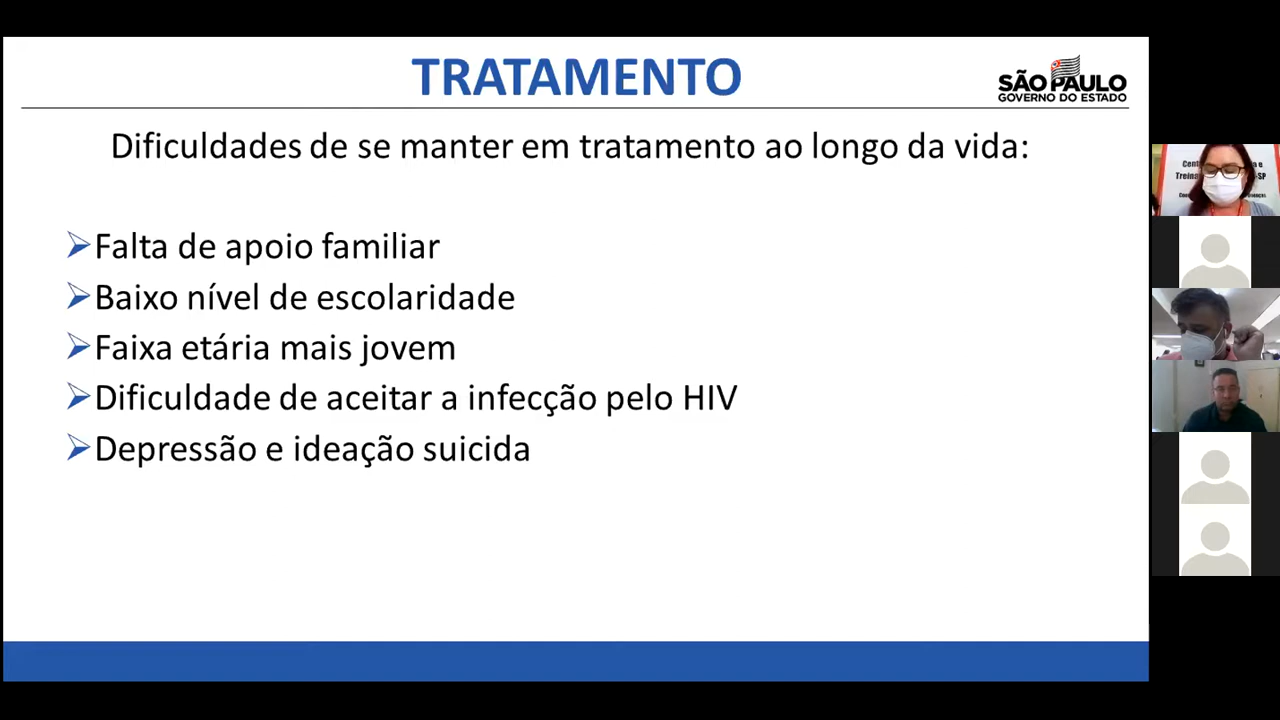 TRATAMENTO
SÃO PAULO
GOVERNO DO ESTADO
Dificuldades de se manter em tratamento ao longo da vida:
➢Falta de apoio familiar
➢Baixo nível de escolaridade
➢Faixa etária mais jovem
➢Dificuldade de aceitar a infecção pelo HIV
➢Depressão e ideação suicida